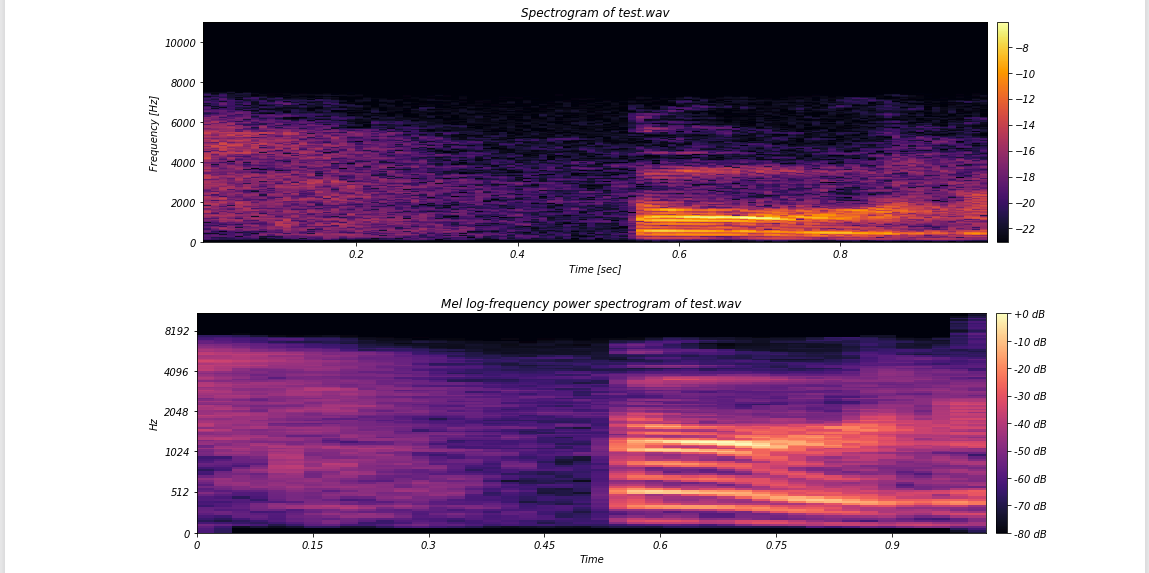 Spectrogram of test.wav
10000
8000
6000
4000
2000
0
Frequency [Hz]
0.2
0.4
0.6
0.8
Time [sec]
−8
−10
−12
−14
−16
−18
−20
−22
Mel log-frequency power spectrogram of test.wav
8192
4096
2048
1024
512
0
Hz
0
0.15
0.3
0.45
0.6
0.75
0.9
Time
+0 dB
-10 dB
-20 dB
-30 dB
-40 dB
-50 dB
-60 dB
-70 dB
-80 dB